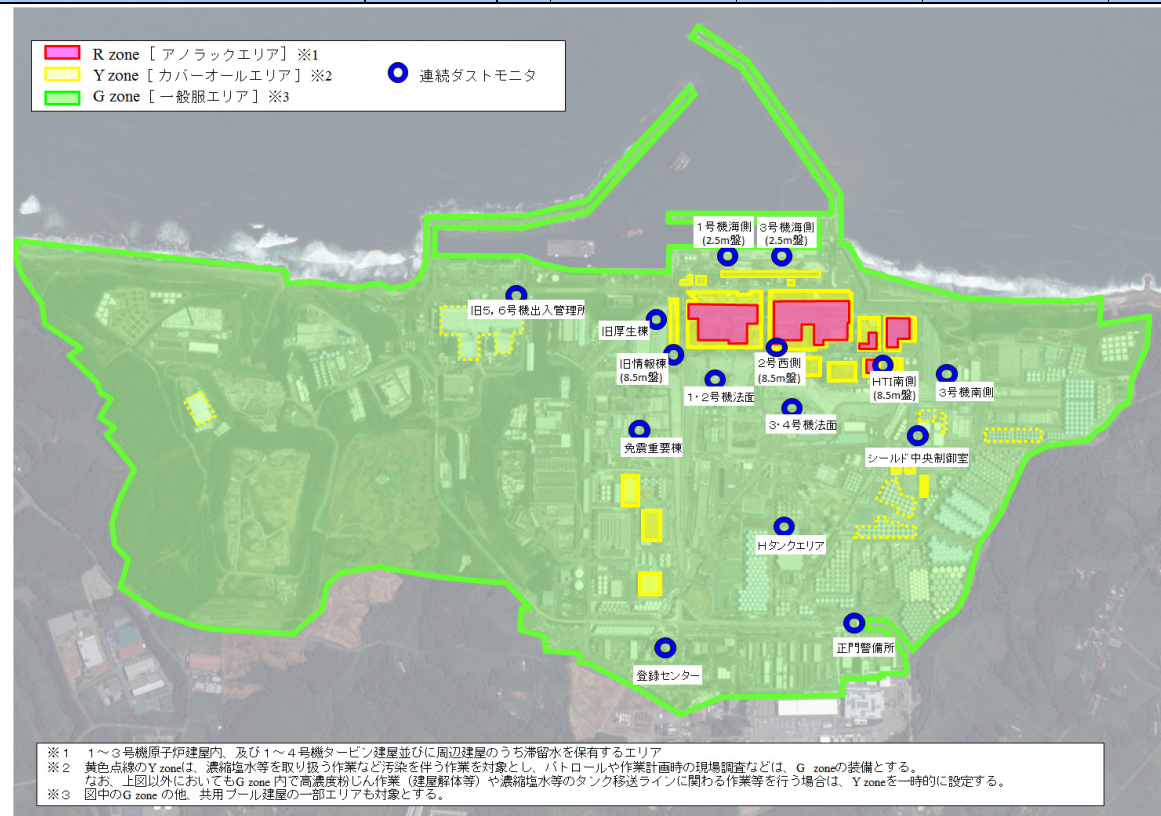 R zone［アノラックエリア］※1
Y zone［カバーオールエリア］※2
G zone［一般服エリア］※3
連続ダストモニタ
1号機海側
(2.5m盤)
3号機海側
(2.5m盤)
旧5，6号機出入管理所
旧厚生棟
旧情報棟
(8.5m盤)
2号西側
(8.5m盤)
1・2号機法面
HTI南側
(8.5m盤)
3号機南側
3・4号機法面
免震重要棟
シールド中央制御室
Hタンクエリア
正門警備所
登録センター
※１　１～３号機原子炉建屋内、及び１～４号機タービン建屋並びに周辺建屋のうち滞留水を保有するエリア
※２　黄色点線のY zoneは、濃縮塩水等を取り扱う作業など汚染を伴う作業を対象とし、パトロールや作業計画時の現場調査などは、G zoneの装備とする。
なお、上図以外においてもG zone内で高濃度粉じん作業（建屋解体等）や濃縮塩水等のタンク移送ラインに関わる作業等を行う場合は、Y zoneを一時的に設定する。
※３　図中のG zone の他、共用プール建屋の一部エリアも対象とする。